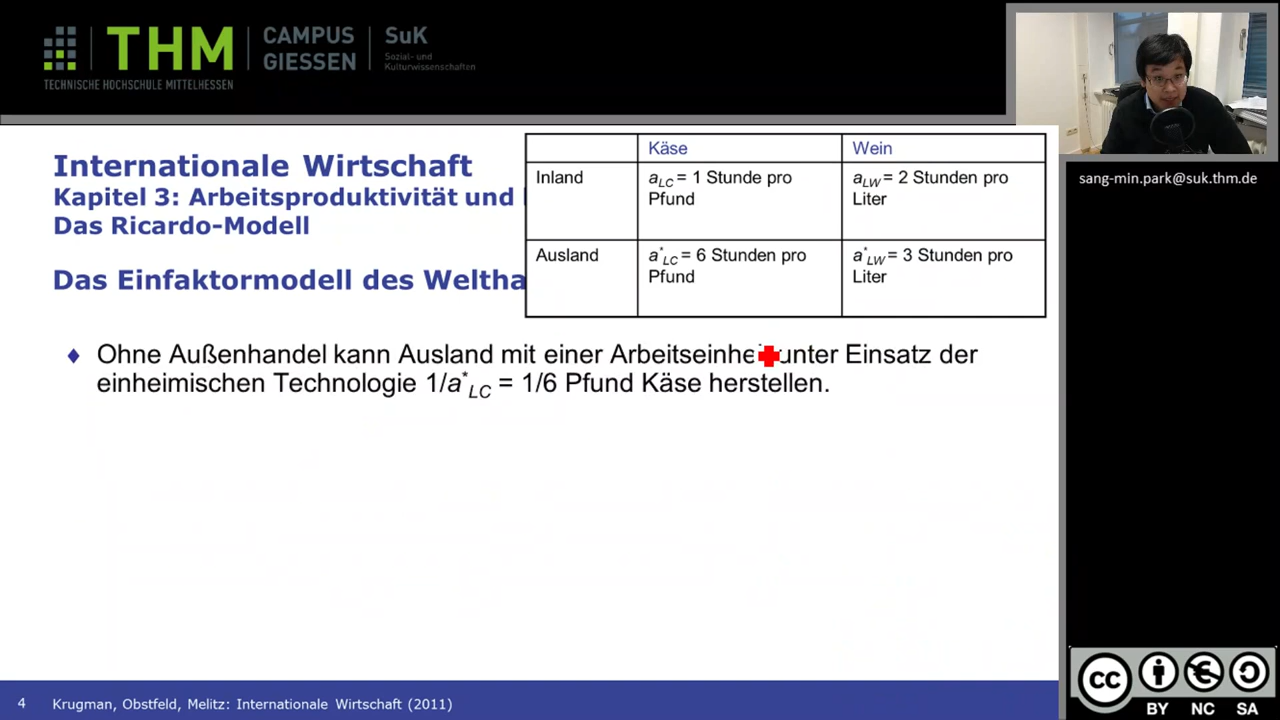 THM
CAMPUS
GIESSEN
SuK
Sozial- und
Kulturwissenschaften
TECHNISCHE HOCHSCHULE MITTELHESSEN
sang-min.park@suk.thm.de
Internationale Wirtschaft
Kapitel 3: Arbeitsproduktivität und
Das Ricardo-Modell
Das Einfaktormodell des Weltha
Käse Wein
Inland a_LC = 1 Stunde pro a_LW = 2 Stunden pro
Pfund Liter
Ausland a*_LC = 6 Stunden pro a*_LW = 3 Stunden pro
Pfund Liter
♦ Ohne Außenhandel kann Ausland mit einer Arbeitseinhei unter Einsatz der
einheimischen Technologie 1/a*_LC = 1/6 Pfund Käse herstellen.
4 Krugman, Obstfeld, Melitz: Internationale Wirtschaft (2011)
cc
BY NC SA